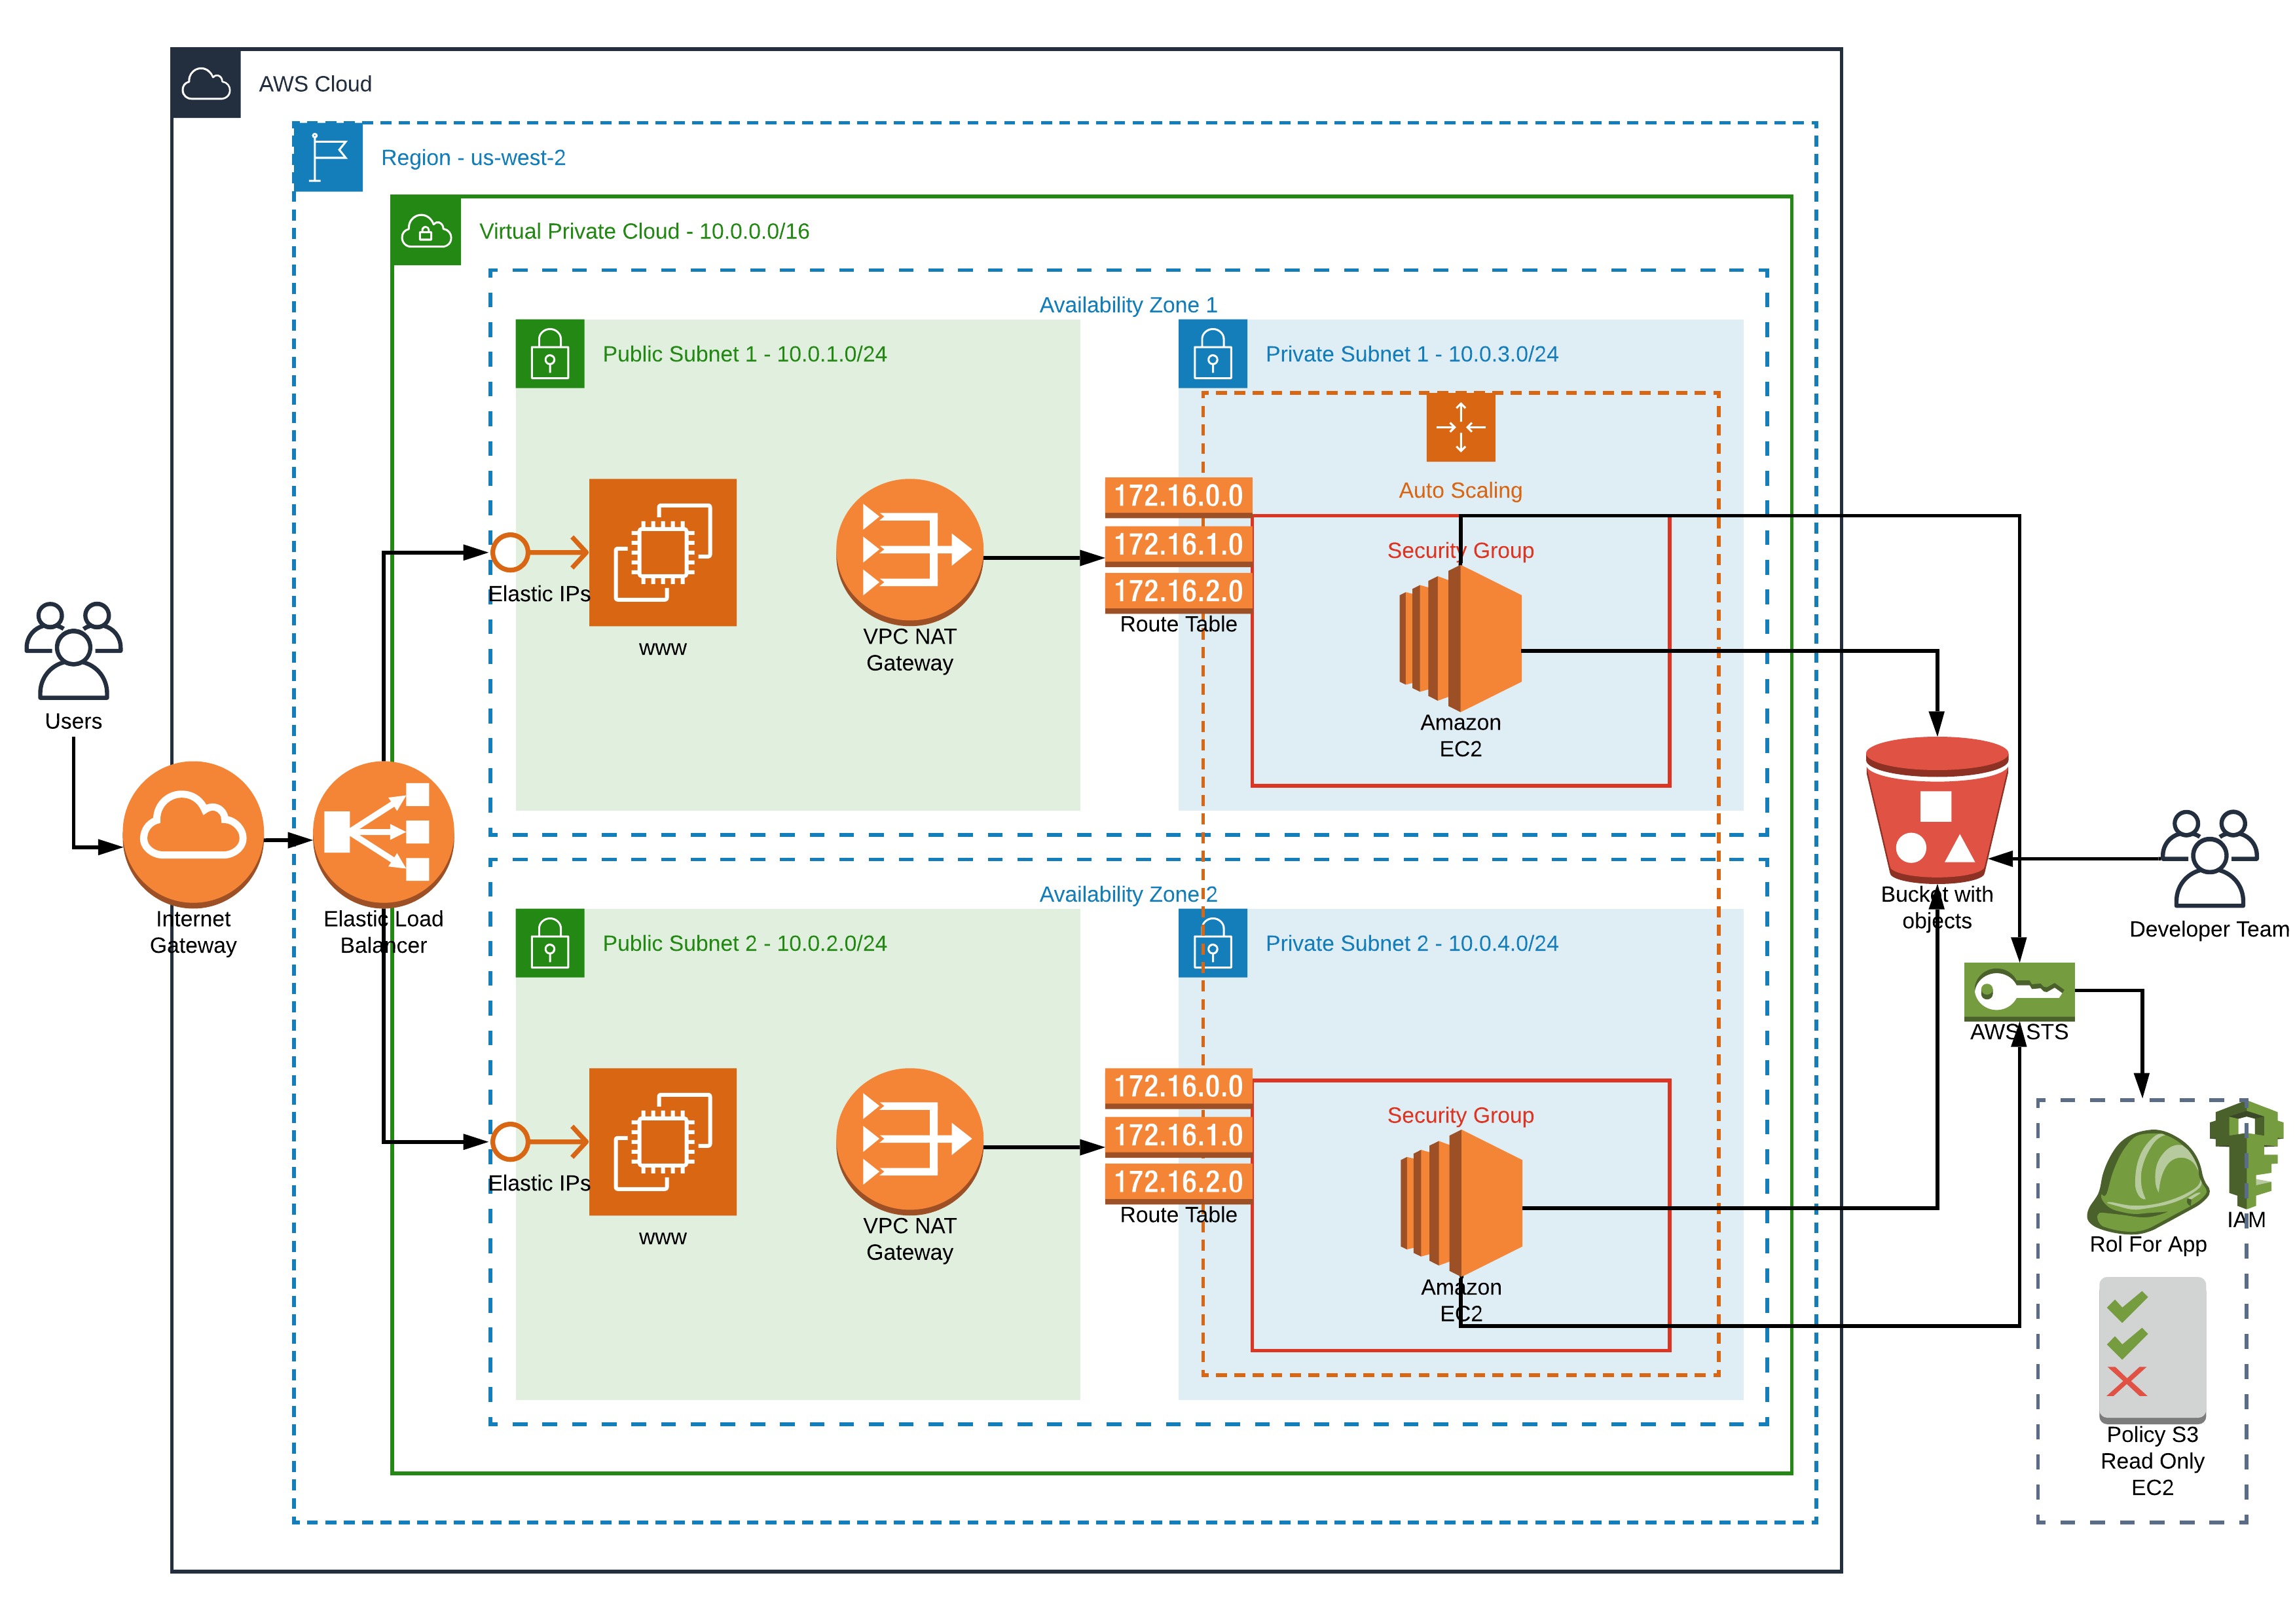 AWS Cloud
Region - us-west-2
Virtual Private Cloud - 10.0.0.0/16
Availability Zone 1
Public Subnet 1 - 10.0.1.0/24
Private Subnet 1 - 10.0.3.0/24
Auto Scaling
172.16.0.0
172.16.1.0
172.16.2.0
Route Table
Security Group
Elastic IPs
www
VPC NAT
Gateway
Amazon
EC2
Users
Internet
Gateway
Elastic Load
Balancer
Bucket with
objects
Developer Team
Availability Zone 2
Public Subnet 2 - 10.0.2.0/24
Private Subnet 2 - 10.0.4.0/24
AWS STS
172.16.0.0
172.16.1.0
172.16.2.0
Route Table
Security Group
Elastic IPs
www
VPC NAT
Gateway
Amazon
EC2
IAM
Rol For App
Policy S3
Read Only
EC2